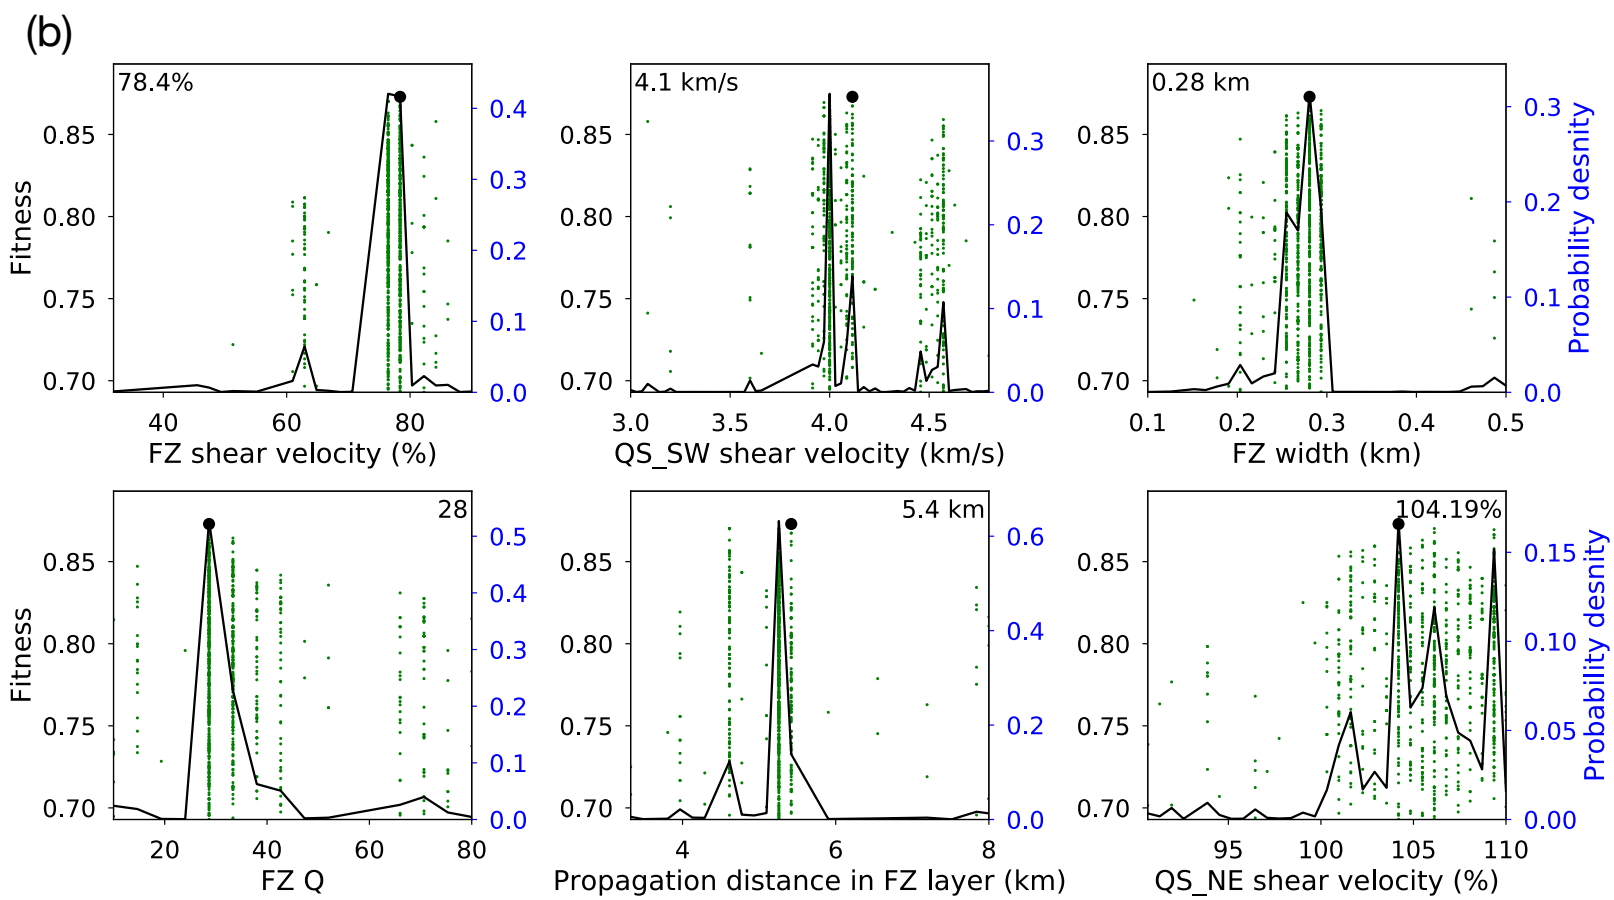 (b)
78.4%
4.1 km/s
0.28 km
Fitness
0.85
0.80
0.75
0.70
0.4
0.3
0.2
0.1
0.0
40 60 80
FZ shear velocity (%)
0.85
0.80
0.75
0.70
0.3
0.2
0.1
0.0
3.0 3.5 4.0 4.5
QS_SW shear velocity (km/s)
0.85
0.80
0.75
0.70
0.3
0.2
0.1
0.0
Probability desnity
0.1 0.2 0.3 0.4 0.5
FZ width (km)
28
5.4 km
104.19%
Fitness
0.85
0.80
0.75
0.70
0.5
0.4
0.3
0.2
0.1
0.0
20 40 60 80
FZ Q
0.85
0.80
0.75
0.70
0.6
0.4
0.2
0.0
4 6 8
Propagation distance in FZ layer (km)
0.85
0.80
0.75
0.70
0.15
0.10
0.05
0.00
Probability desnity
95 100 105 110
QS_NE shear velocity (%)